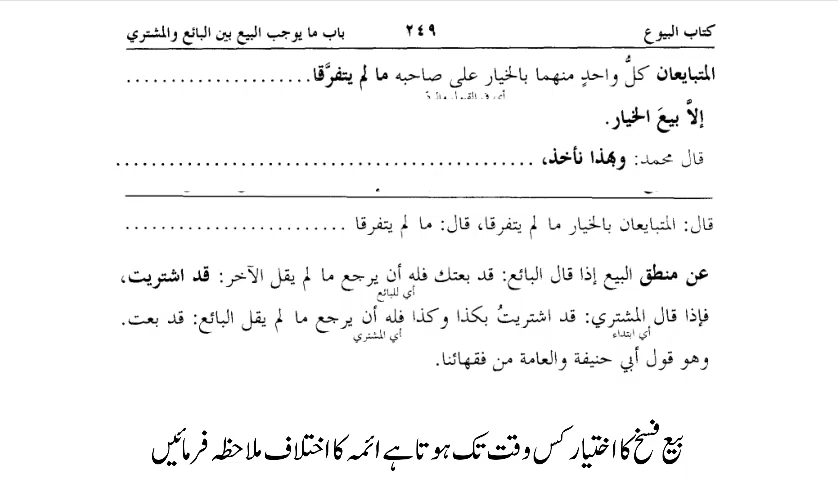 كتاب البيوع ٢٤٩ باب ما يوجب البيع بين البائع والمشتري
المتبايعان كلُّ واحدٍ منهما بالخيار على صاحبه ما لم يتفرَّقا....................
إلاَّ بيعَ الخيار.
قال محمد: وبهذا نأخذ، ..............................................
قال: المتبايعان بالخيار ما لم يتفرقا، قال: ما لم يتفرقا .........................
عن منطق البيع إذا قال البائع: قد بعتك فله أن يرجع ما لم يقل الآخر: قد اشتريت،
أي للبائع
فإذا قال المشتري: قد اشتريتُ بكذا وكذا فله أن يرجع ما لم يقل البائع: قد بعت.
أي ابتداء أي المشتري
وهو قول أبي حنيفة والعامة من فقهائنا.
بیع فسخ کا اختیار کس وقت تک ہوتا ہے ائمہ کا اختلاف ملاحظہ فرمائیں